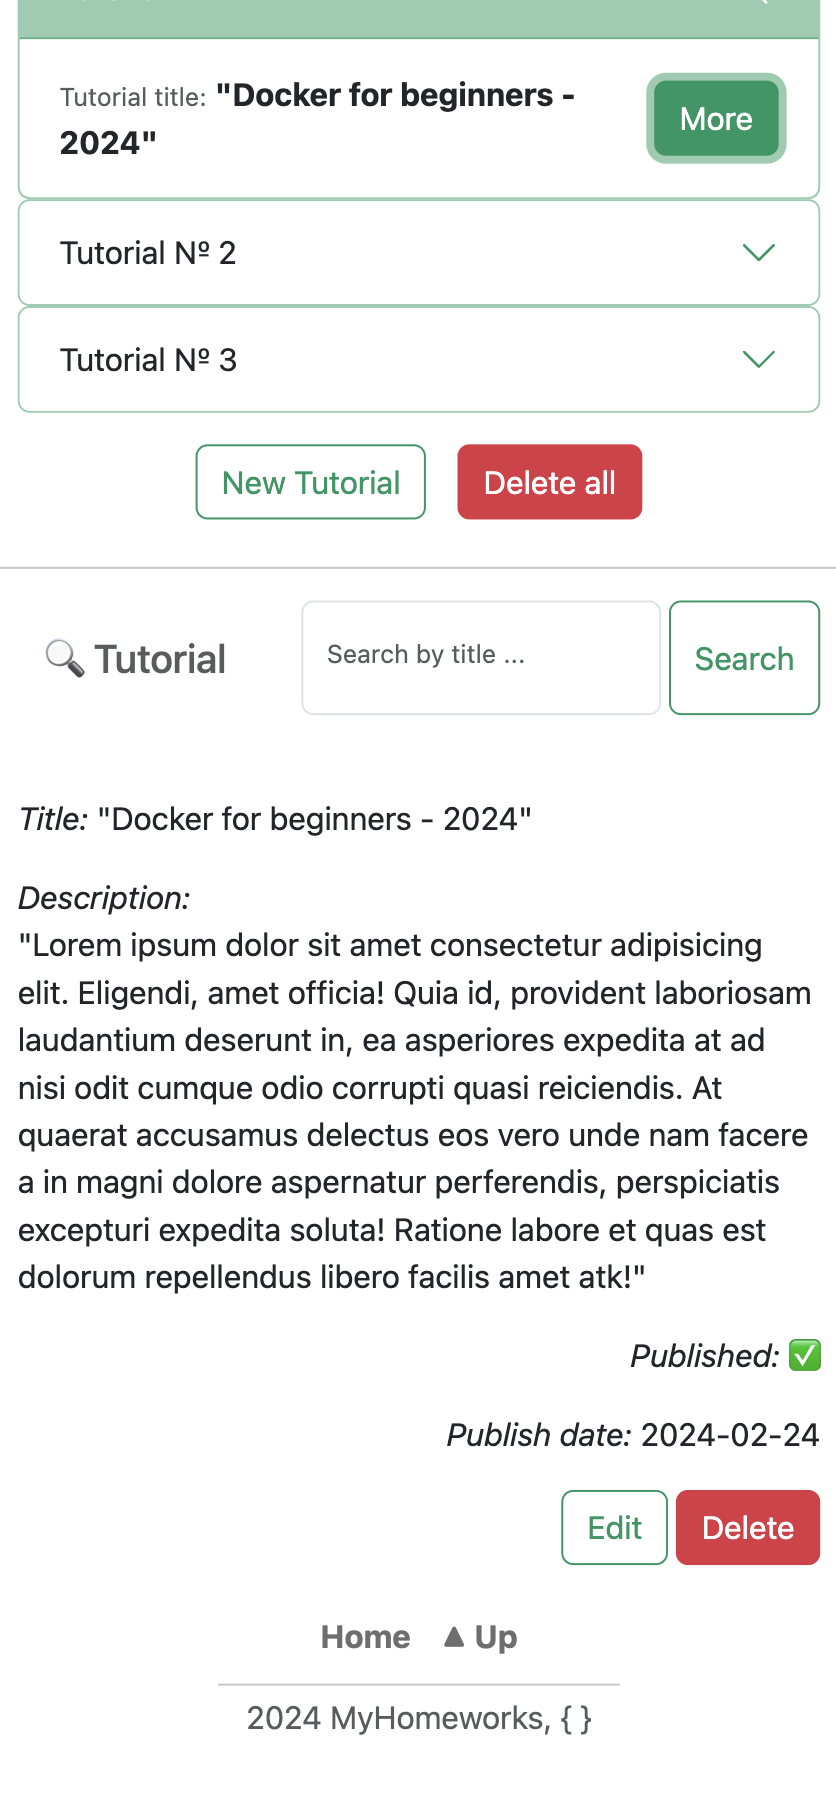 Tutorial title: "Docker for beginners -
2024"
More
Tutorial Nº 2
Tutorial Nº 3
New Tutorial
Delete all
🔍 Tutorial
Search by title ...
Search
Title: "Docker for beginners - 2024"
Description:
"Lorem ipsum dolor sit amet consectetur adipisicing
elit. Eligendi, amet officia! Quia id, provident laboriosam
laudantium deserunt in, ea asperiores expedita at ad
nisi odit cumque odio corrupti quasi reiciendis. At
quaerat accusamus delectus eos vero unde nam facere
a in magni dolore aspernatur perferendis, perspiciatis
excepturi expedita soluta! Ratione labore et quas est
dolorum repellendus libero facilis amet atk!"
Published: ✅
Publish date: 2024-02-24
Edit
Delete
Home ▲ Up
2024 MyHomeworks, { }